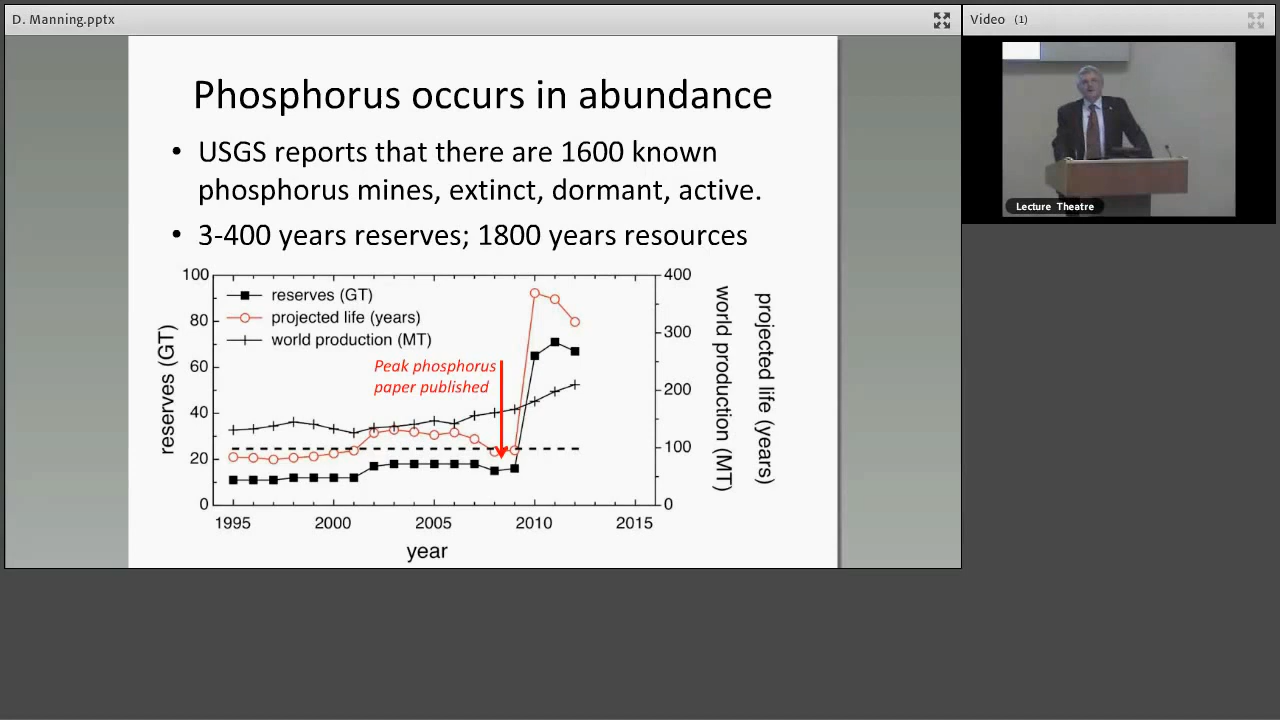 D. Manning.pptx
Video (1)
Phosphorus occurs in abundance
• USGS reports that there are 1600 known
phosphorus mines, extinct, dormant, active.
• 3-400 years reserves; 1800 years resources
100
80
60
40
20
0
reserves (GT)
reserves (GT)
projected life (years)
world production (MT)
Peak phosphorus
paper published
400
300
200
100
0
world production (MT)
projected life (years)
1995
2000
2005
2010
2015
year
Lecture Theatre